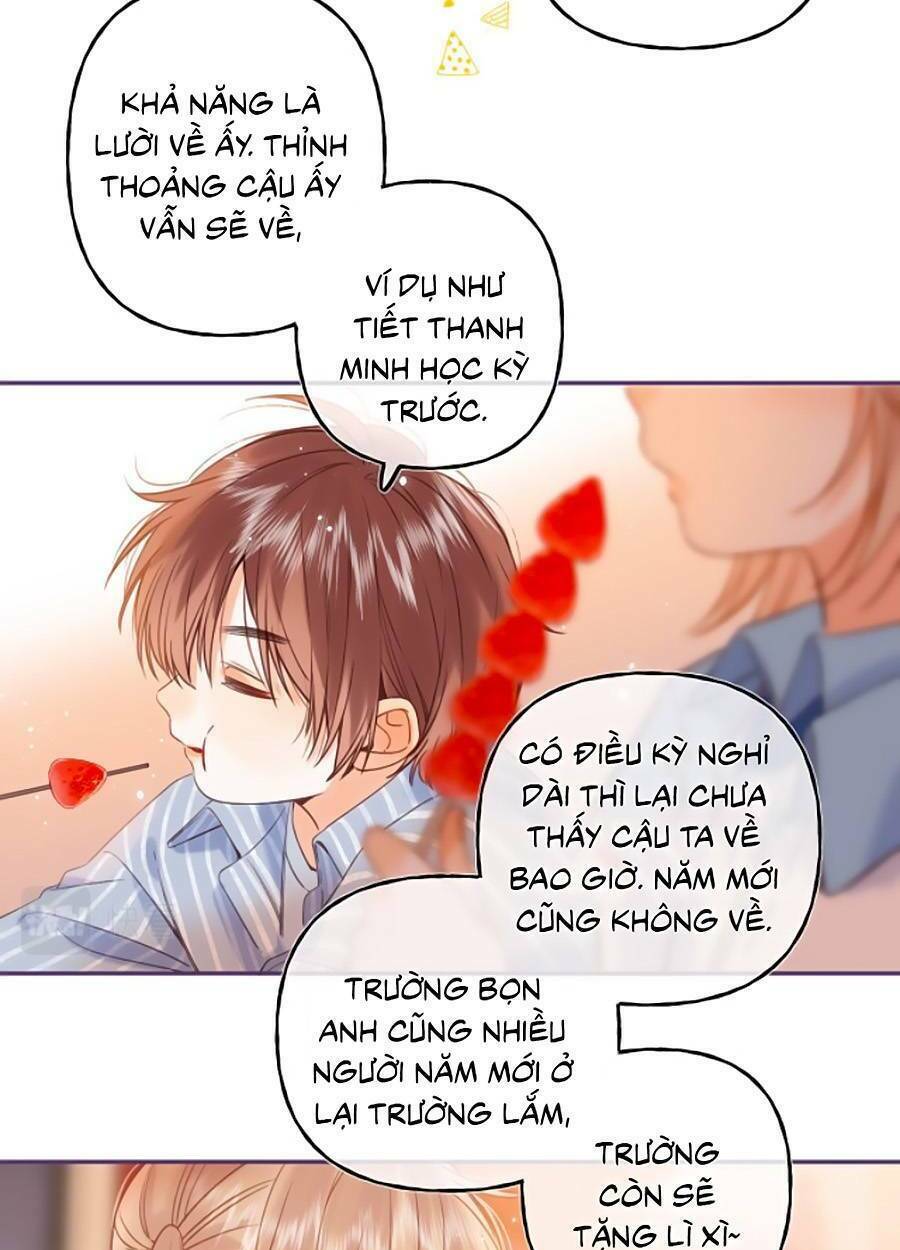 KHẢ NĂNG LÀ
LƯỜI VỀ ẤY. THỈNH
THOẢNG CẬU ẤY
VẪN SẼ VỀ,
VÍ DỤ NHƯ
TIẾT THANH
MINH HỌC KỲ
TRƯỚC.
CÓ ĐIỀU KỲ NGHỈ
DÀI THÌ LẠI CHƯA
THẤY CẬU TA VỀ
BAO GIỜ. NĂM MỚI
CŨNG KHÔNG VỀ.
TRƯỜNG BỌN
ANH CŨNG NHIỀU
NGƯỜI NĂM MỚI Ở
LẠI TRƯỜNG LẮM,
TRƯỜNG
CÒN SẼ
TẶNG LÌ XÌ~